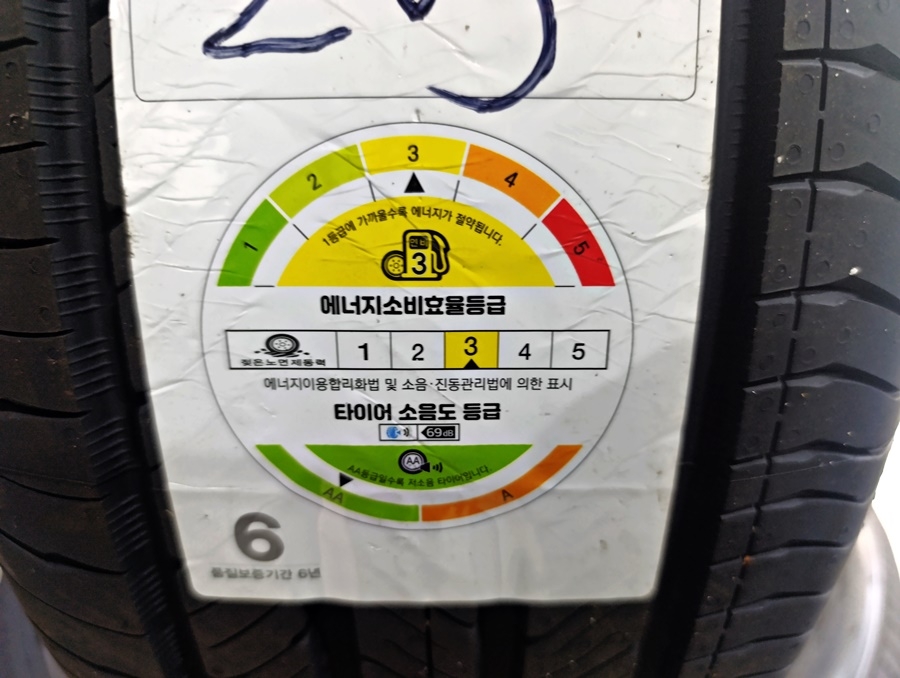 1 2 3 4 5
1등급에 가까울수록 에너지가 절약됩니다.
연비
3
에너지소비효율등급
젖은노면제동력 1 2 3 4 5
에너지이용합리화법 및 소음·진동관리법에 의한 표시
타이어 소음도 등급
69dB
AA
AA등급일수록 저소음 타이어입니다.
AA A
6
품질보증기간 6년